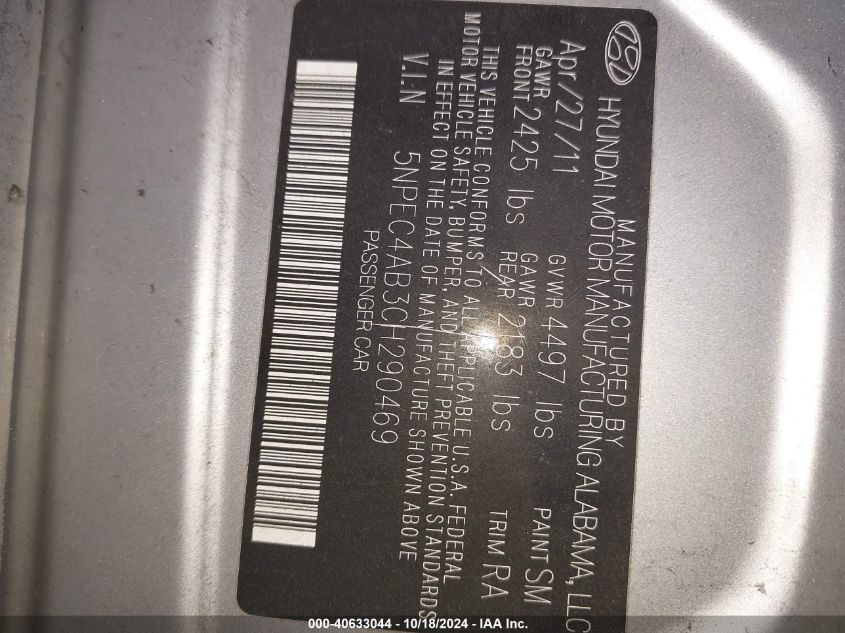 MANUFACTURED BY
HYUNDAI MOTOR MANUFACTURING ALABAMA, LLC
Apr/27/11 GVWR 4497 lbs PAINT SM
GAWR FRONT 2425 lbs GAWR REAR 2183 lbs TRIM RA
THIS VEHICLE CONFORMS TO ALL APPLICABLE U.S.A. FEDERAL
MOTOR VEHICLE SAFETY, BUMPER, AND THEFT PREVENTION STANDARDS
IN EFFECT ON THE DATE OF MANUFACTURE SHOWN ABOVE
V.I.N 5NPEC4AB3CH290469
PASSENGER CAR
000-40633044 - 10/18/2024 - IAA Inc.